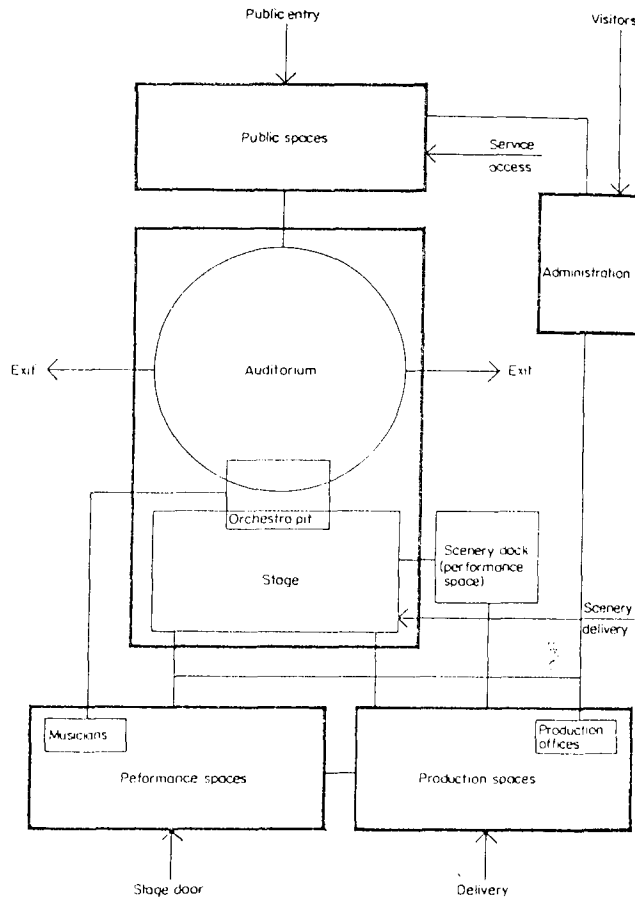 Public entry
Visitors
Public spaces
Service
access
Administration
Exit
Auditorium
Exit
Orchestra pit
Scenery dock
(performance
space)
Stage
Scenery
delivery
Musicians
Production
offices
Peformance spaces
Production spaces
Stage door
Delivery